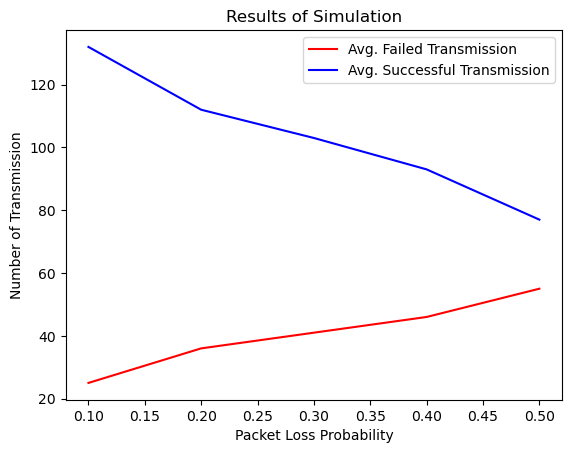 Results of Simulation
Avg. Failed Transmission
Avg. Successful Transmission
Number of Transmission
120
100
80
60
40
20
0.10 0.15 0.20 0.25 0.30 0.35 0.40 0.45 0.50
Packet Loss Probability